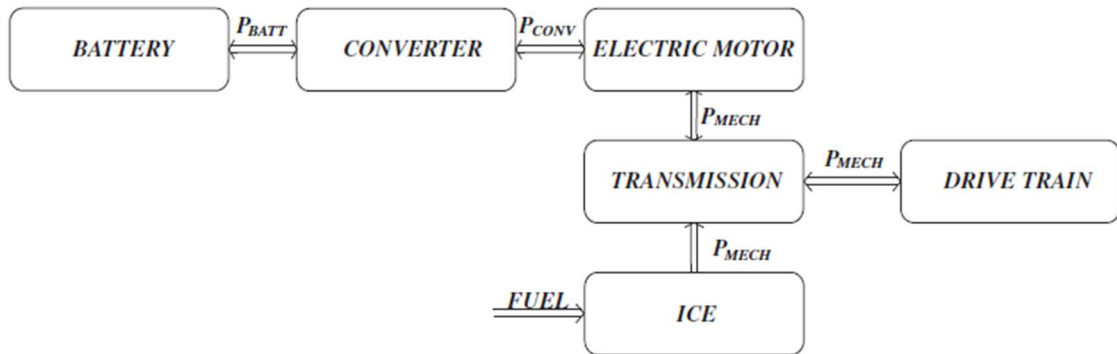 BATTERY
P_BATT
CONVERTER
P_CONV
ELECTRIC MOTOR
P_MECH
TRANSMISSION
P_MECH
DRIVE TRAIN
P_MECH
FUEL
ICE